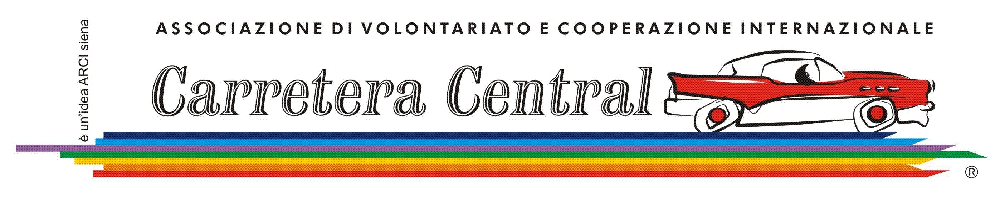 ASSOCIAZIONE DI VOLONTARIATO E COOPERAZIONE INTERNAZIONALE
è un'idea ARCI siena
Carretera Central
®